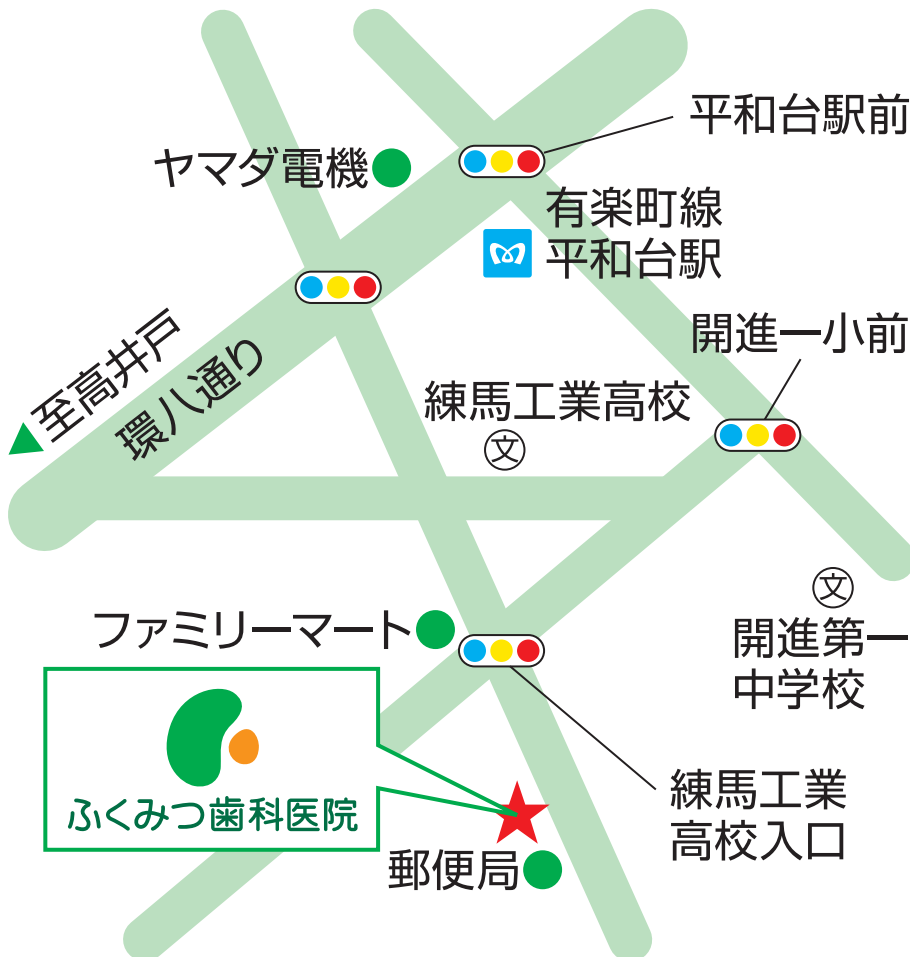 平和台駅前
ヤマダ電機
有楽町線
平和台駅
開進一小前
至高井戸
環八通り
練馬工業高校
文
文
ファミリーマート
開進第一
中学校
ふくみつ歯科医院
練馬工業
高校入口
郵便局